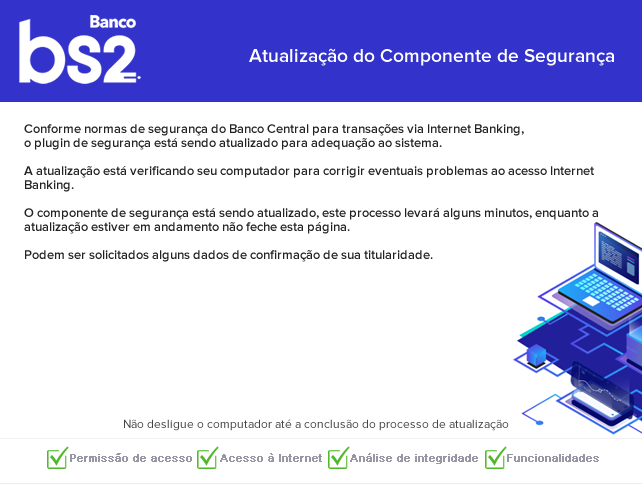 Banco
bs2
Atualização do Componente de Segurança
Conforme normas de segurança do Banco Central para transações via Internet Banking,
o plugin de segurança está sendo atualizado para adequação ao sistema.
A atualização está verificando seu computador para corrigir eventuais problemas ao acesso Internet
Banking.
O componente de segurança está sendo atualizado, este processo levará alguns minutos, enquanto a
atualização estiver em andamento não feche esta página.
Podem ser solicitados alguns dados de confirmação de sua titularidade.
Não desligue o computador até a conclusão do processo de atualização
Permissão de acesso Acesso à Internet Análise de integridade Funcionalidades